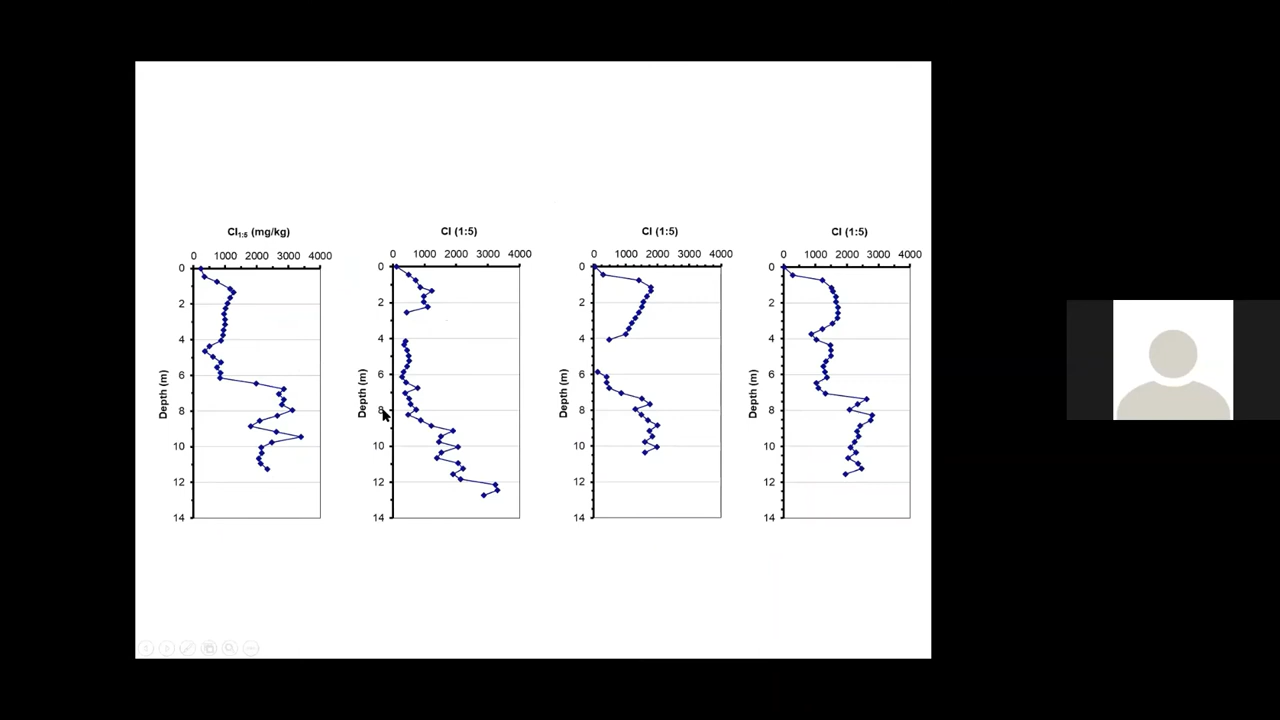 Cl1:5 (mg/kg) Cl (1:5) Cl (1:5) Cl (1:5)
0 1000 2000 3000 4000 0 1000 2000 3000 4000 0 1000 2000 3000 4000 0 1000 2000 3000 4000
0 0 0 0
2 2 2 2
4 4 4 4
6 6 6 6
Depth (m) Depth (m) Depth (m) Depth (m)
8 8 8 8
10 10 10 10
12 12 12 12
14 14 14 14